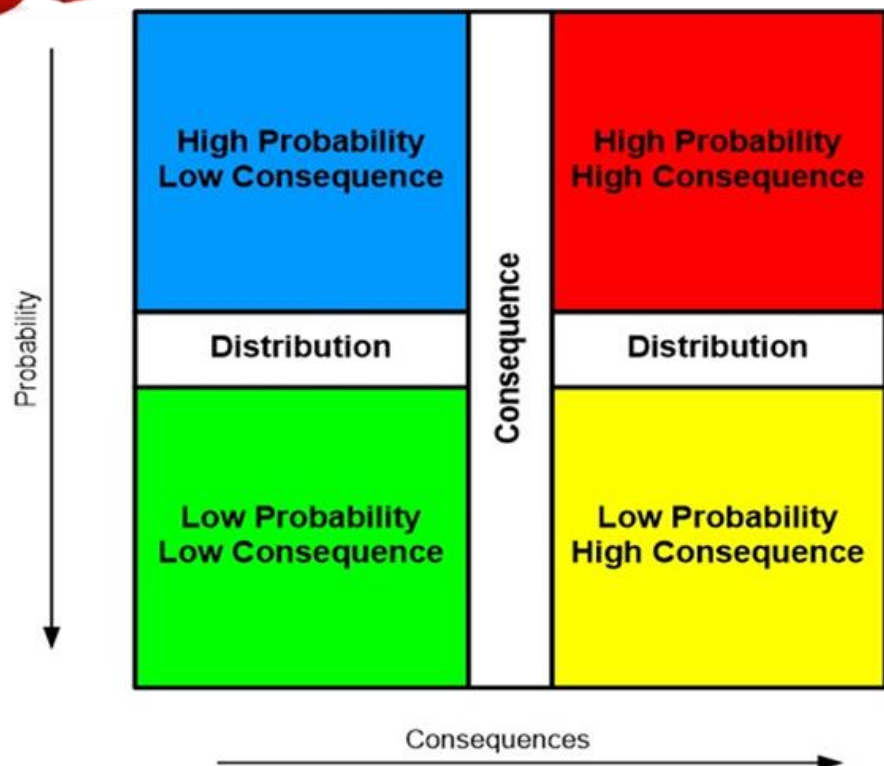 High Probability
Low Consequence
High Probability
High Consequence
Probability
Distribution
Consequence
Distribution
Low Probability
Low Consequence
Low Probability
High Consequence
Consequences